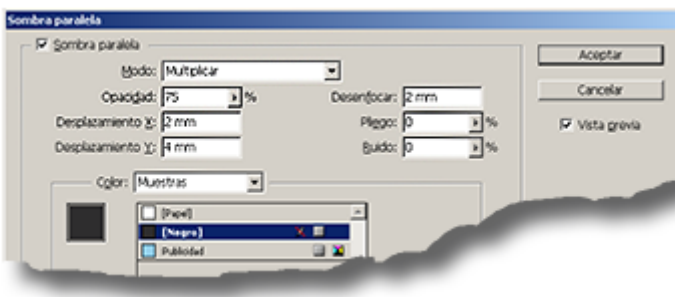 Sombra paralela
Sombra paralela
Modo: Multiplicar
Opacidad: 75 %
Desenfocar: 2 mm
Desplazamiento X: 2 mm
Pliego: 0 %
Desplazamiento Y: 4 mm
Ruido: 0 %
Color: Muestras
[Papel]
[Negro]
Publicidad
Aceptar
Cancelar
Vista previa